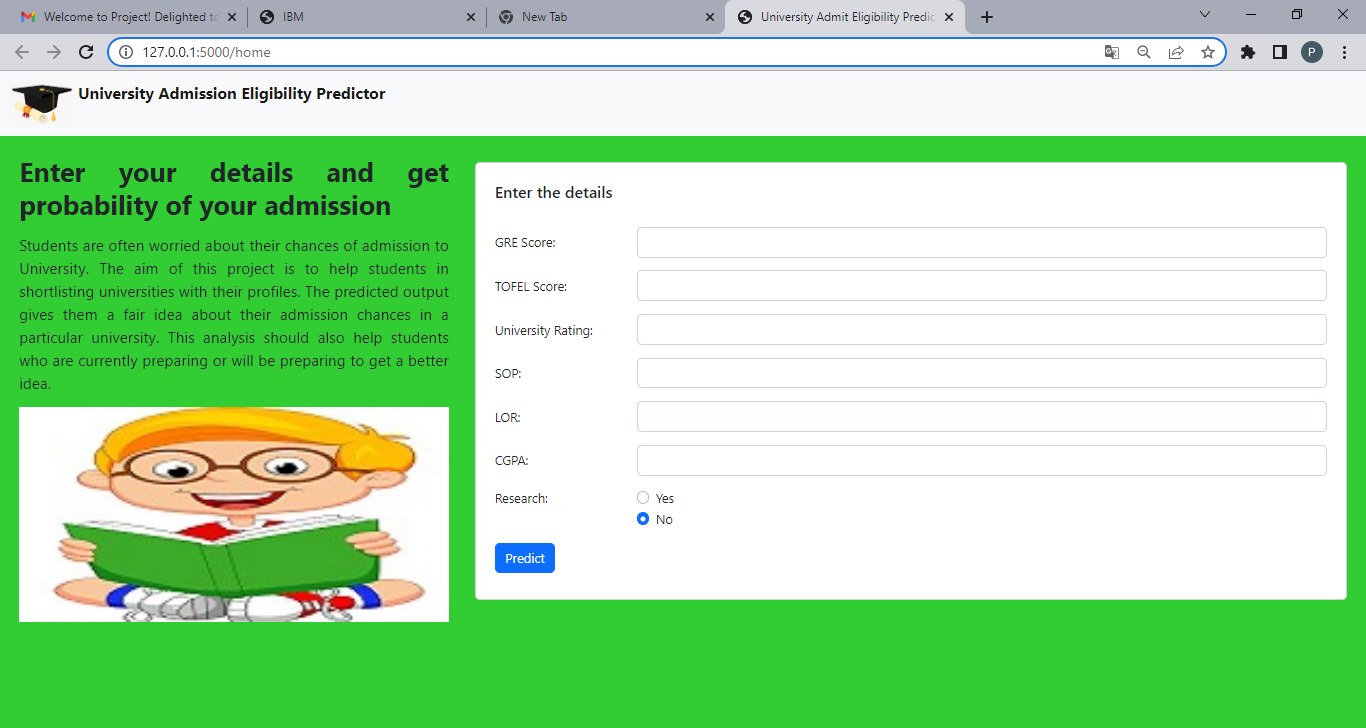 Welcome to Project! Delighted to
IBM
New Tab
University Admit Eligibility Predic
127.0.0.1:5000/home
P
University Admission Eligibility Predictor
Enter your details and get
probability of your admission
Students are often worried about their chances of admission to
University. The aim of this project is to help students in
shortlisting universities with their profiles. The predicted output
gives them a fair idea about their admission chances in a
particular university. This analysis should also help students
who are currently preparing or will be preparing to get a better
idea.
Enter the details
GRE Score:
TOFEL Score:
University Rating:
SOP:
LOR:
CGPA:
Research:
Yes
No
Predict